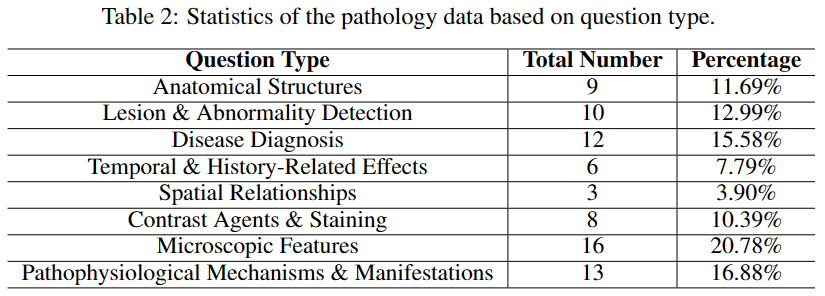 Table 2: Statistics of the pathology data based on question type.
Question Type Total Number Percentage
Anatomical Structures 9 11.69%
Lesion & Abnormality Detection 10 12.99%
Disease Diagnosis 12 15.58%
Temporal & History-Related Effects 6 7.79%
Spatial Relationships 3 3.90%
Contrast Agents & Staining 8 10.39%
Microscopic Features 16 20.78%
Pathophysiological Mechanisms & Manifestations 13 16.88%